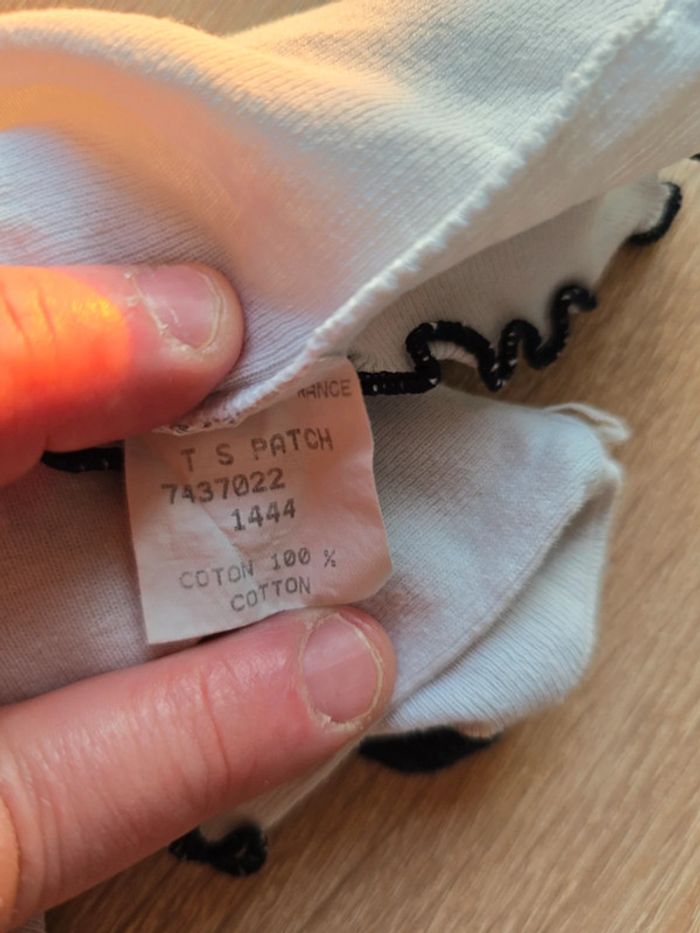 T S PATCH
7437022
1444
COTON 100 %
COTTON